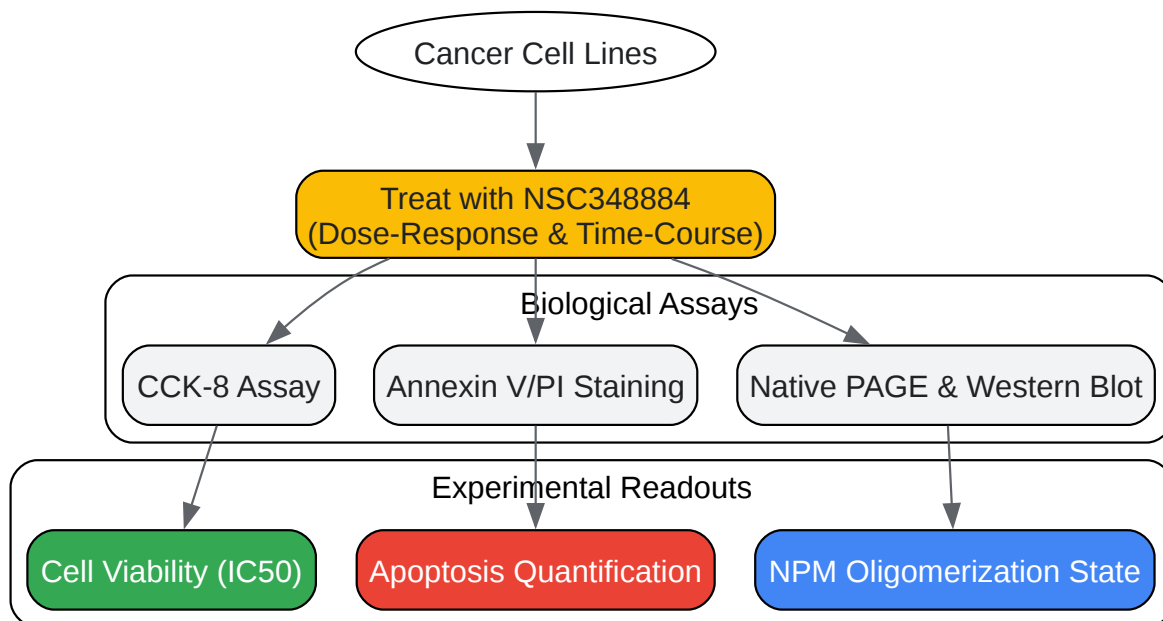 Cancer Cell Lines
Treat with NSC348884
(Dose-Response & Time-Course)
Biological Assays
CCK-8 Assay
Annexin V/PI Staining
Native PAGE & Western Blot
Experimental Readouts
Cell Viability (IC50)
Apoptosis Quantification
NPM Oligomerization State